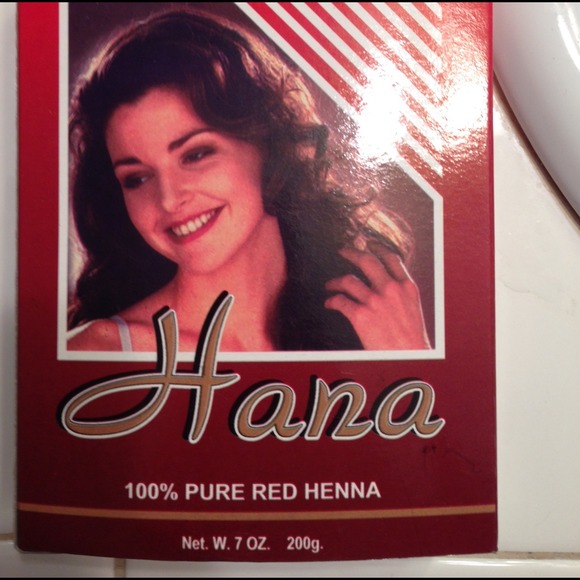 Hana
100% PURE RED HENNA
Net. W. 7 OZ. 200g.